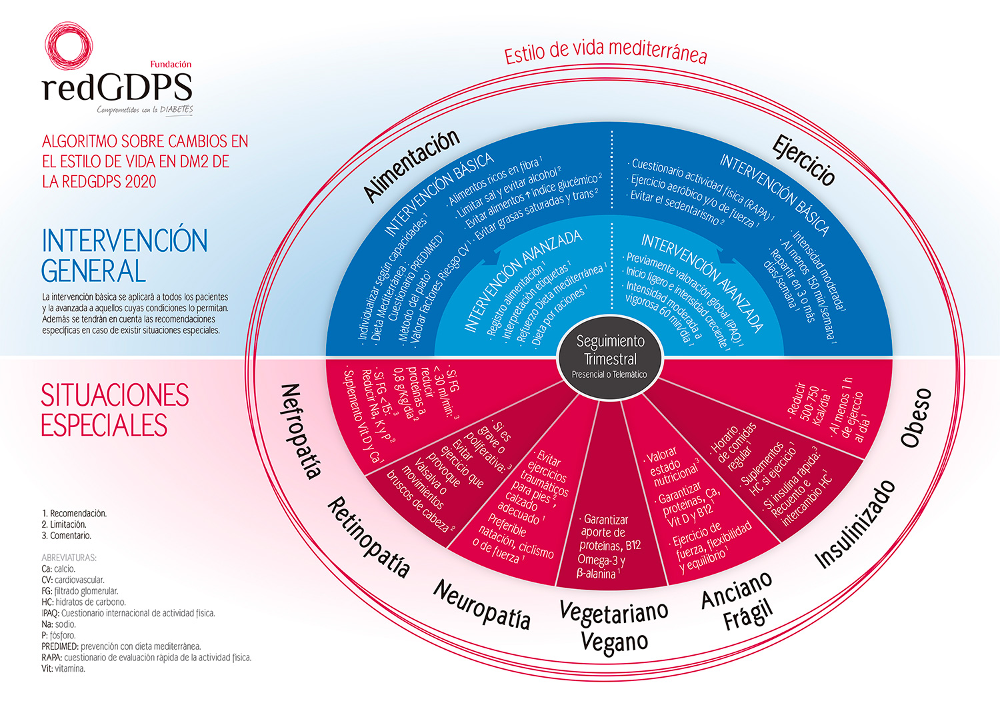 Fundación
redGDPS
Comprometidos con la DIABETES
ALGORITMO SOBRE CAMBIOS EN
EL ESTILO DE VIDA EN DM2 DE
LA REDGDPS 2020
INTERVENCIÓN
GENERAL
La intervención básica se aplicará a todos los pacientes
y la avanzada a aquellos cuyas condiciones lo permitan.
Además se tendrán en cuenta las recomendaciones
específicas en caso de existir situaciones especiales.
SITUACIONES
ESPECIALES
1. Recomendación.
2. Limitación.
3. Comentario.
ABREVIATURAS:
Ca: calcio.
CV: cardiovascular.
FG: filtrado glomerular.
HC: hidratos de carbono.
IPAQ: Cuestionario internacional de actividad física.
Na: sodio.
P: fósforo.
PREDIMED: prevención con dieta mediterránea.
RAPA: cuestionario de evaluación rápida de la actividad física.
Vit: vitamina.
Estilo de vida mediterránea
Alimentación
INTERVENCIÓN BÁSICA
· Individualizar según capacidades 1
· Dieta Mediterránea:
Cuestionario PREDIMED 1
· Método del plato 1
· Valorar Factores Riesgo CV 1
· Alimentos ricos en fibra 1
· Limitar sal y evitar alcohol 2
· Evitar alimentos ↑ índice glucémico 2
· Evitar grasas saturadas y trans 2
INTERVENCIÓN AVANZADA
· Registro alimentación 1
· Interpretación etiquetas 1
· Refuerzo Dieta mediterránea 1
· Dieta por raciones 1
Ejercicio
INTERVENCIÓN BÁSICA
· Cuestionario actividad física (RAPA) 1
· Ejercicio aeróbico y/o de fuerza 1
· Evitar el sedentarismo 2
· Intensidad moderada 1
· Al menos 150 min/semana 1
· Repartir en 3 o más
días/semana 1
INTERVENCIÓN AVANZADA
· Previamente valoración global (IPAQ) 1
· Inicio ligero e intensidad creciente 1
· Intensidad moderada a
vigorosa 60 min/día 1
Seguimiento
Trimestral
Presencial o Telemático
Nefropatía
· Si FG
< 30 ml/min: 3
reducir
proteinas a
0,8 g/Kg/día 2
· Si FG <15: 3
Reducir Na, K y P 2
· Suplemento Vit D y Ca 1
Retinopatía
· Si es
grave o
poliferativa. 3
Evitar
ejercicio que
provoque
Valsalva o
movimientos
bruscos de cabeza 2
Neuropatía
· Evitar
ejercicios
traumáticos
para pies 2,
calzado
adecuado 1
Preferible
natación, ciclismo
o de fuerza 1
Vegetariano
Vegano
· Garantizar
aporte de
proteinas, B12
Omega-3 y
β-alanina 1
Anciano
Frágil
· Valorar
estado
nutricional 3
· Garantizar
proteinas, Ca,
Vit D y B12 1
· Ejercicio de
fuerza, flexibilidad
y equilibrio 1
Insulinizado
· Horario
de comidas
regular 1
· Suplementos
HC si ejercicio 1
· Si insulina rápida: 3
Recuento e
intercambio HC 1
Obeso
· Reducir
500-750
Kcal/día 1
· Al menos 1 h
de ejerccio
al día 1